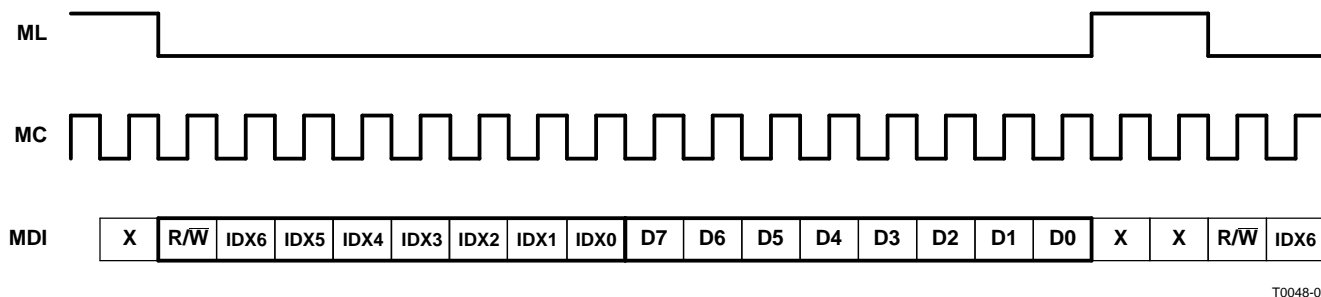 ML
MC
MDI X R/W̅ IDX6 IDX5 IDX4 IDX3 IDX2 IDX1 IDX0 D7 D6 D5 D4 D3 D2 D1 D0 X X R/W̅ IDX6
T0048-0